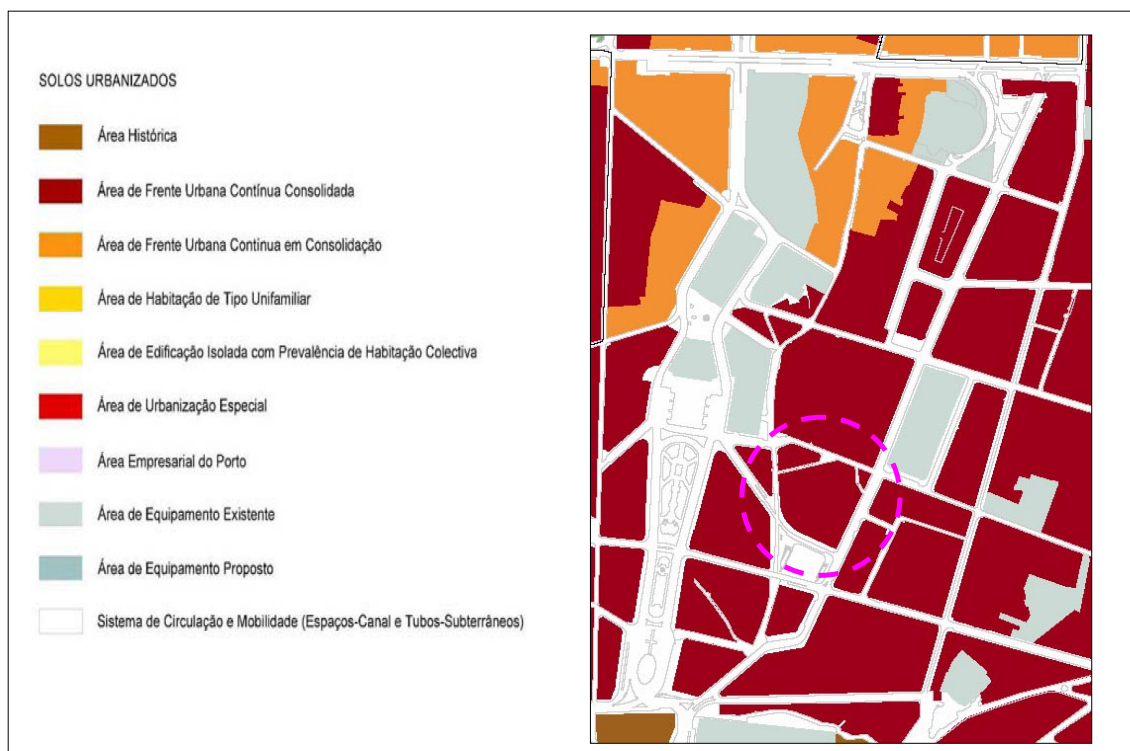 SOLOS URBANIZADOS
Área Histórica
Área de Frente Urbana Contínua Consolidada
Área de Frente Urbana Contínua em Consolidação
Área de Habitação de Tipo Unifamiliar
Área de Edificação Isolada com Prevalência de Habitação Colectiva
Área de Urbanização Especial
Área Empresarial do Porto
Área de Equipamento Existente
Área de Equipamento Proposto
Sistema de Circulação e Mobilidade (Espaços-Canal e Tubos-Subterrâneos)